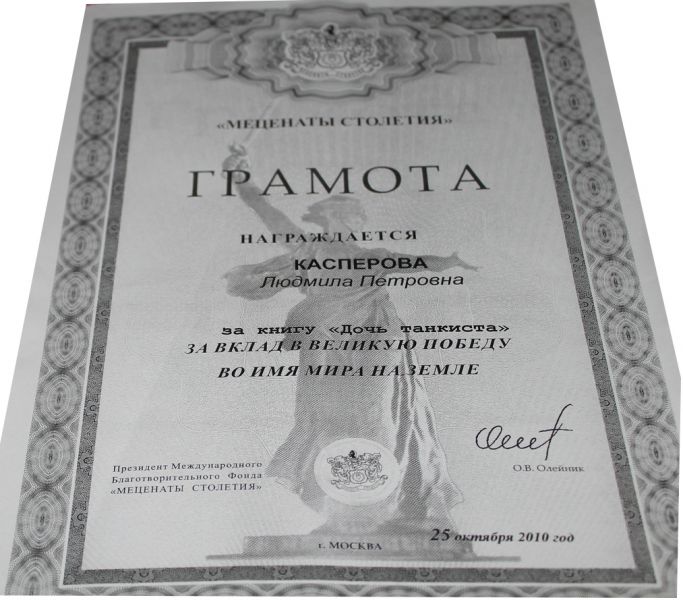 «МЕЦЕНАТЫ СТОЛЕТИЯ»
ГРАМОТА
НАГРАЖДАЕТСЯ
КАСПЕРОВА
Людмила Петровна
за книгу «Дочь танкиста»
ЗА ВКЛАД В ВЕЛИКУЮ ПОБЕДУ
ВО ИМЯ МИРА НА ЗЕМЛЕ
Президент Международного
Благотворительного Фонда
«МЕЦЕНАТЫ СТОЛЕТИЯ»
О.В. Олейник
г. МОСКВА
25 октября 2010 год